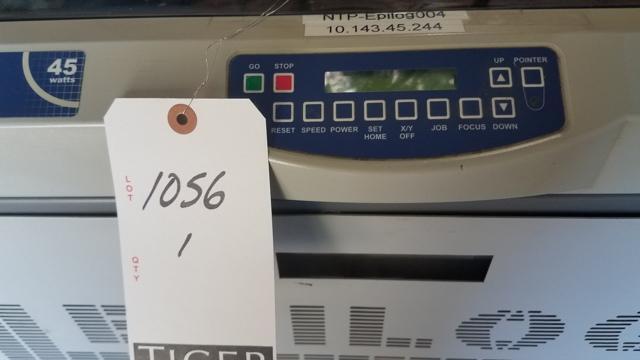 NTP-Epilog004
10.143.45.244
45
watts
GO STOP
UP POINTER
RESET SPEED POWER SET HOME X/Y OFF JOB FOCUS DOWN
LOT 1056
QTY 1
TIGER